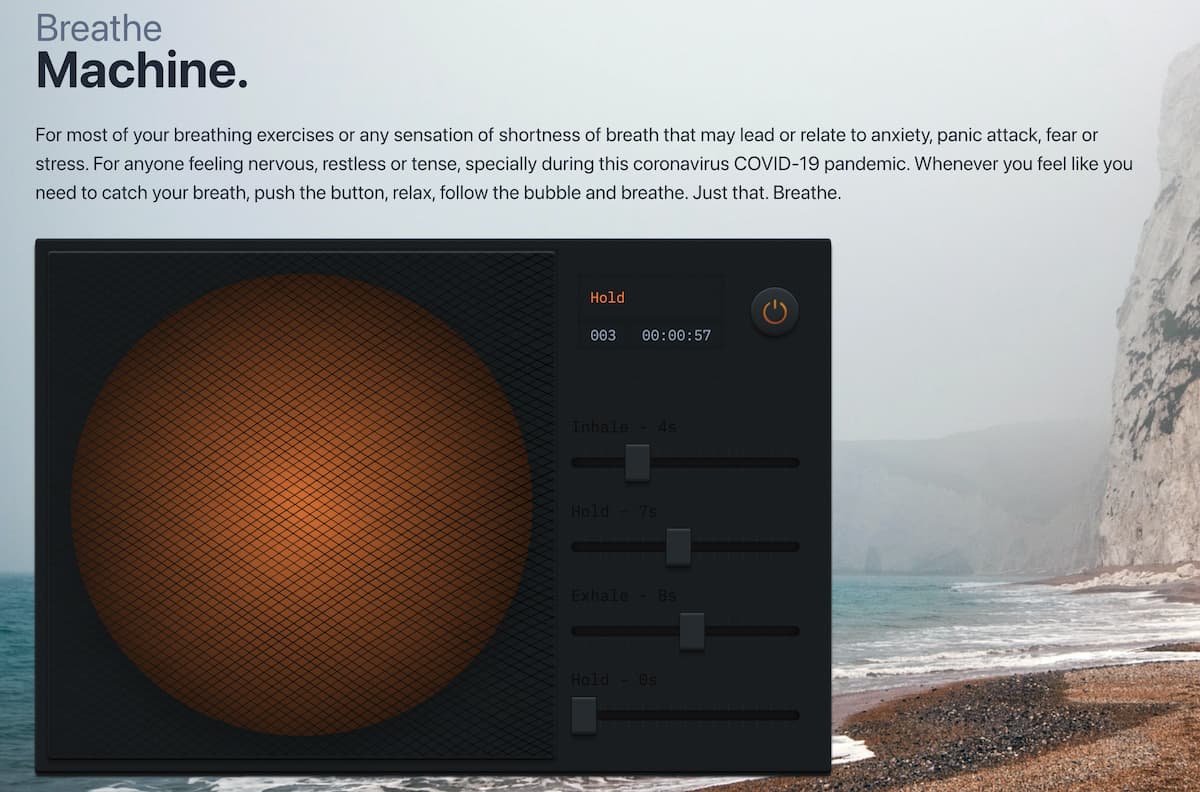 Breathe
Machine.
For most of your breathing exercises or any sensation of shortness of breath that may lead or relate to anxiety, panic attack, fear or
stress. For anyone feeling nervous, restless or tense, specially during this coronavirus COVID-19 pandemic. Whenever you feel like you
need to catch your breath, push the button, relax, follow the bubble and breathe. Just that. Breathe.
Hold
003 00:00:57
Inhale - 4s
Hold - 7s
Exhale - 8s
Hold - 0s